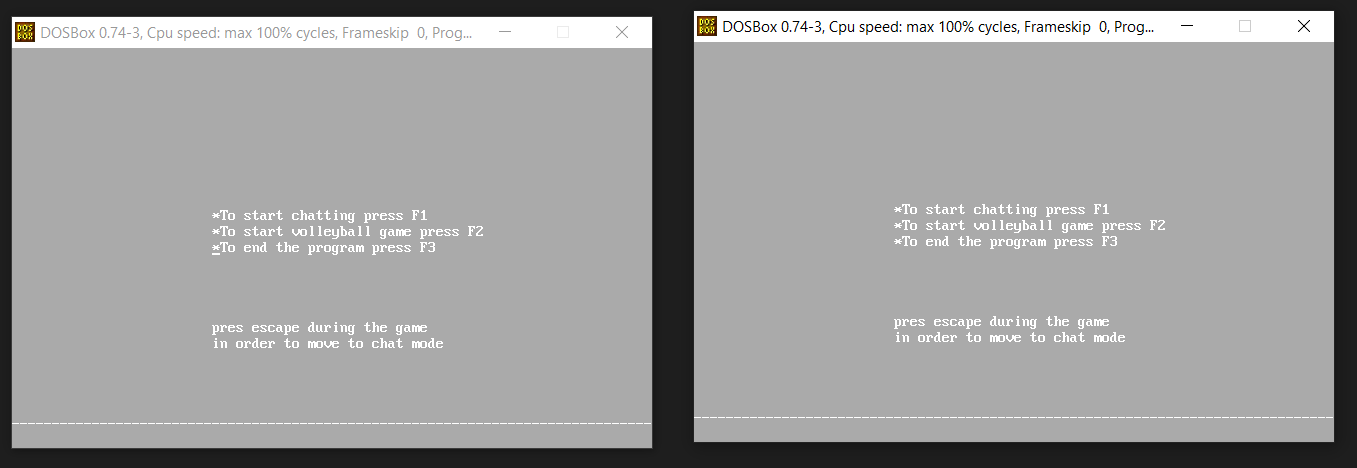 DOS
BOX
DOSBox 0.74-3, Cpu speed: max 100% cycles, Frameskip 0, Prog...
*To start chatting press F1
*To start volleyball game press F2
*To end the program press F3
pres escape during the game
in order to move to chat mode
DOS
BOX
DOSBox 0.74-3, Cpu speed: max 100% cycles, Frameskip 0, Prog...
*To start chatting press F1
*To start volleyball game press F2
*To end the program press F3
pres escape during the game
in order to move to chat mode